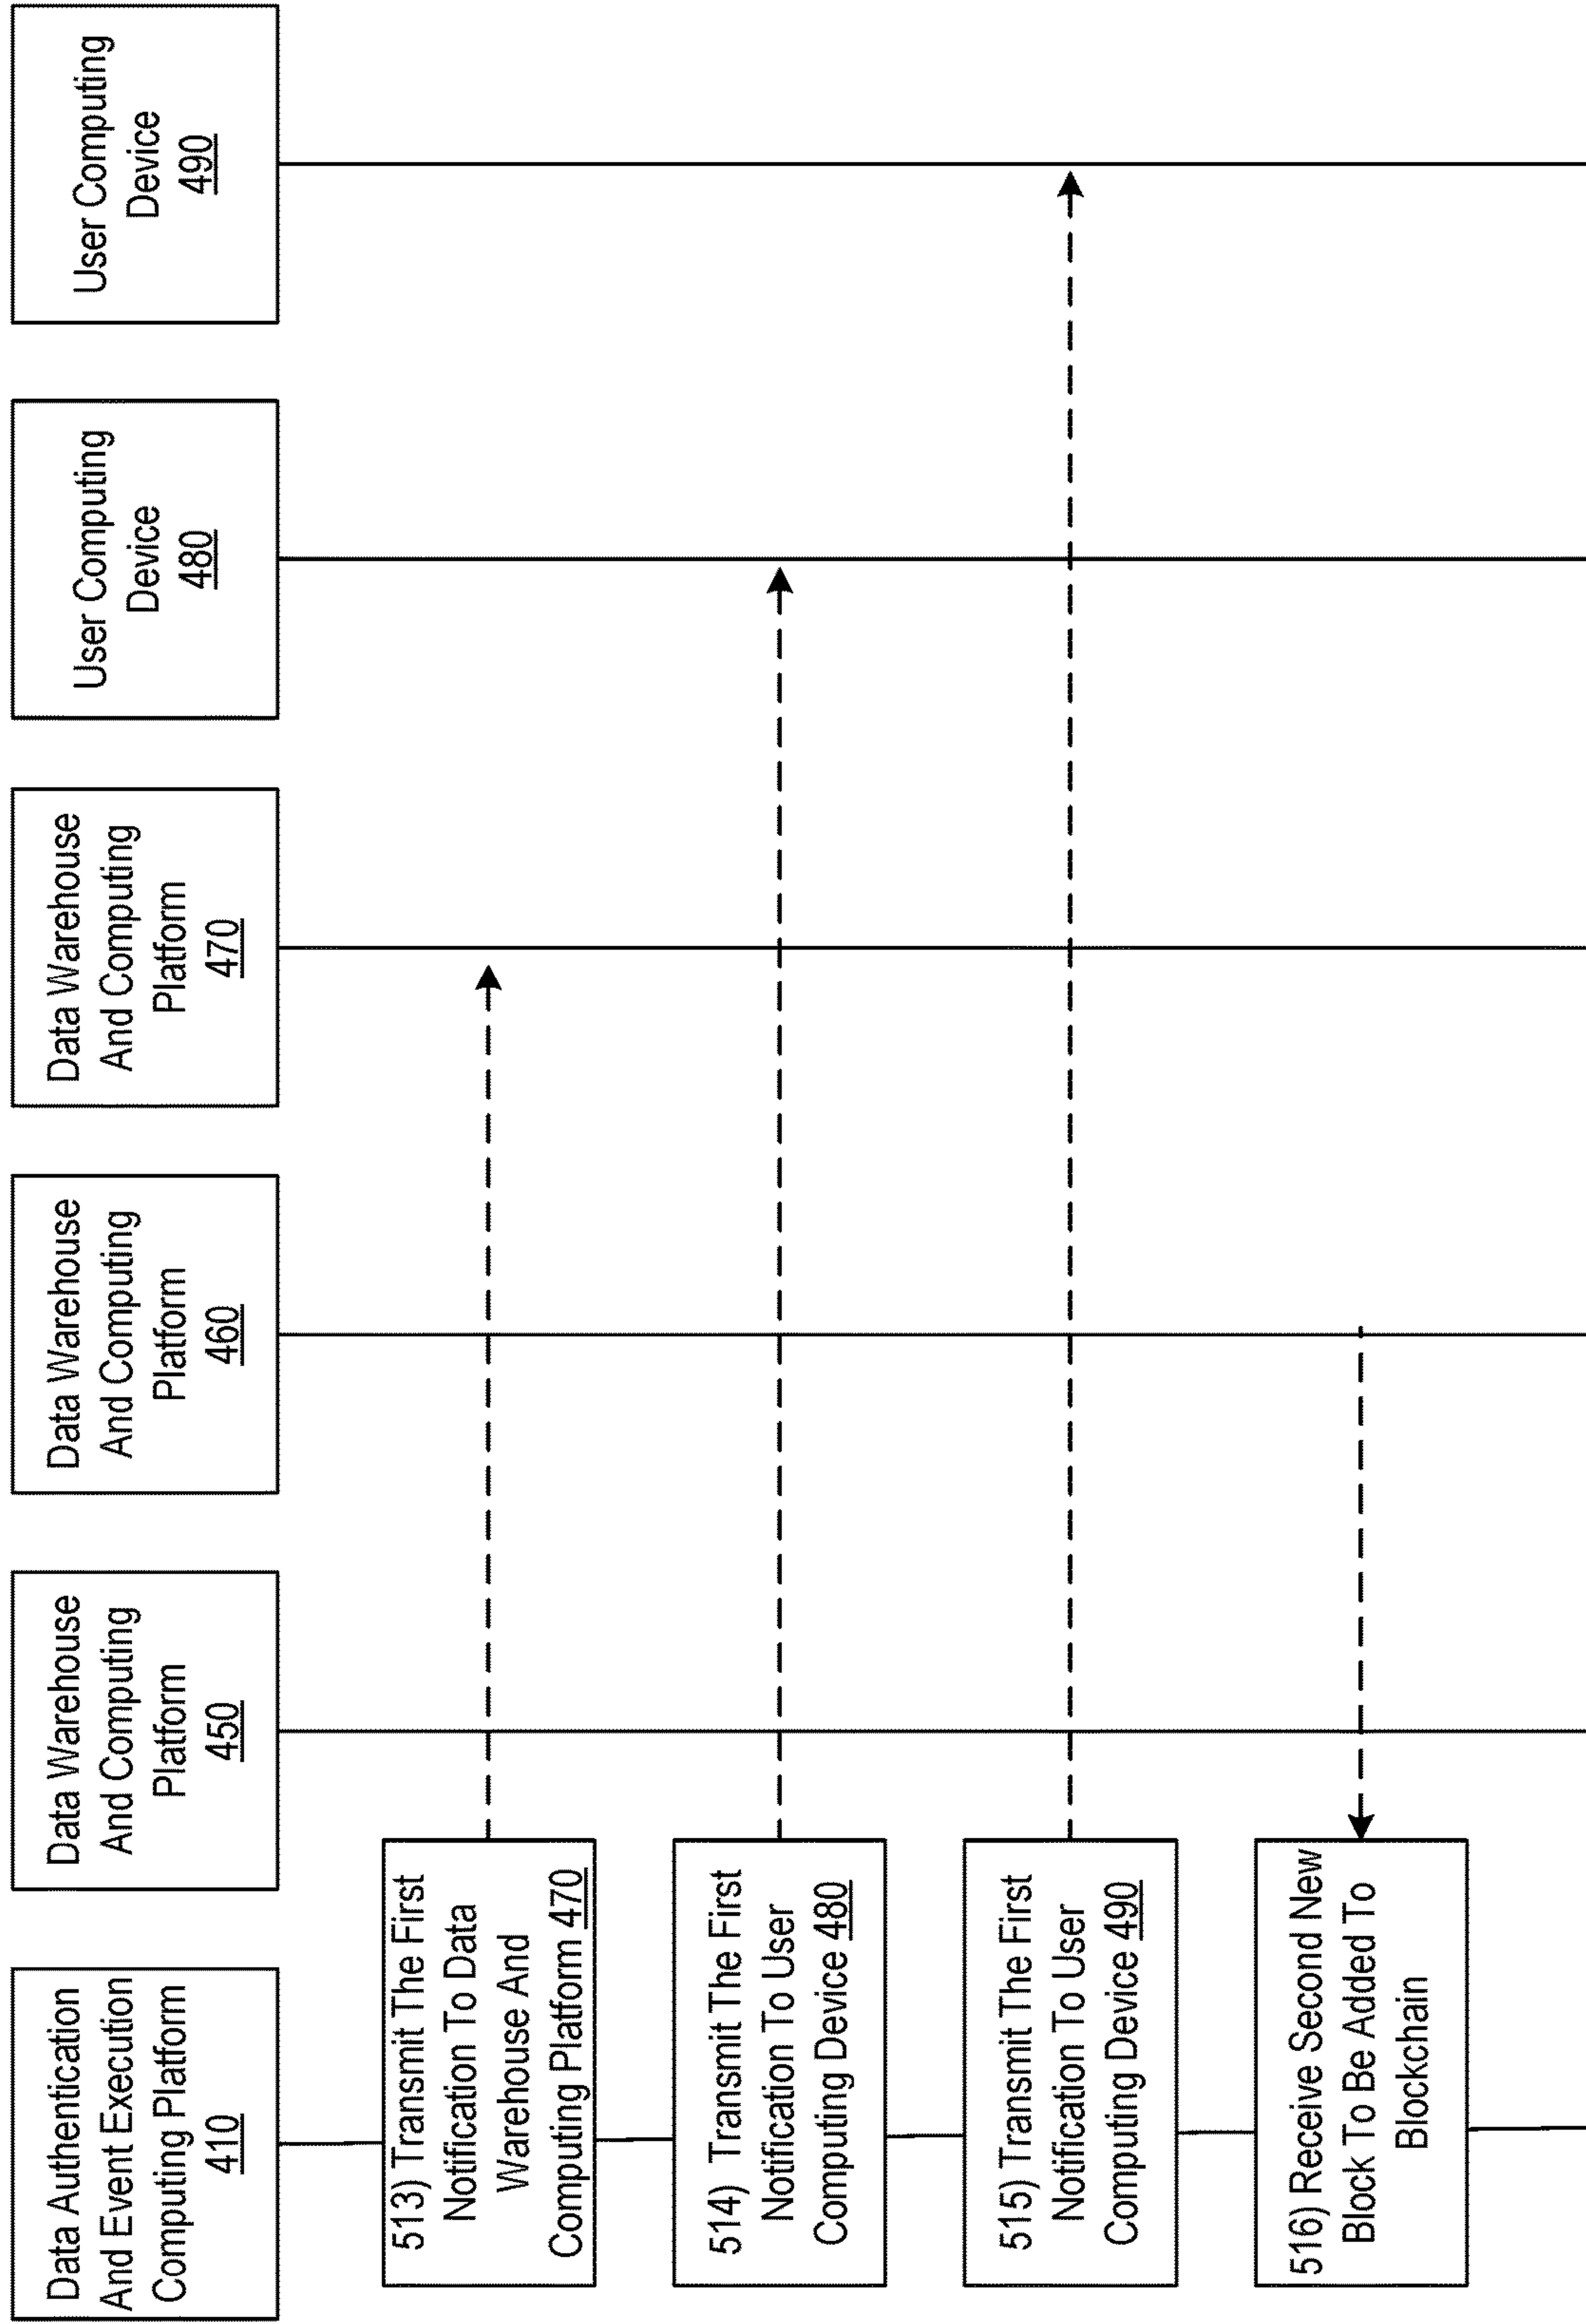 Data Authentication
And Event Execution
Computing Platform
410
Data Warehouse
And Computing
Platform
450
Data Warehouse
And Computing
Platform
460
Data Warehouse
And Computing
Platform
470
User Computing
Device
480
User Computing
Device
490
513) Transmit The First
Notification To Data
Warehouse And
Computing Platform 470
514) Transmit The First
Notification To User
Computing Device 480
515) Transmit The First
Notification To User
Computing Device 490
516) Receive Second New
Block To Be Added To
Blockchain